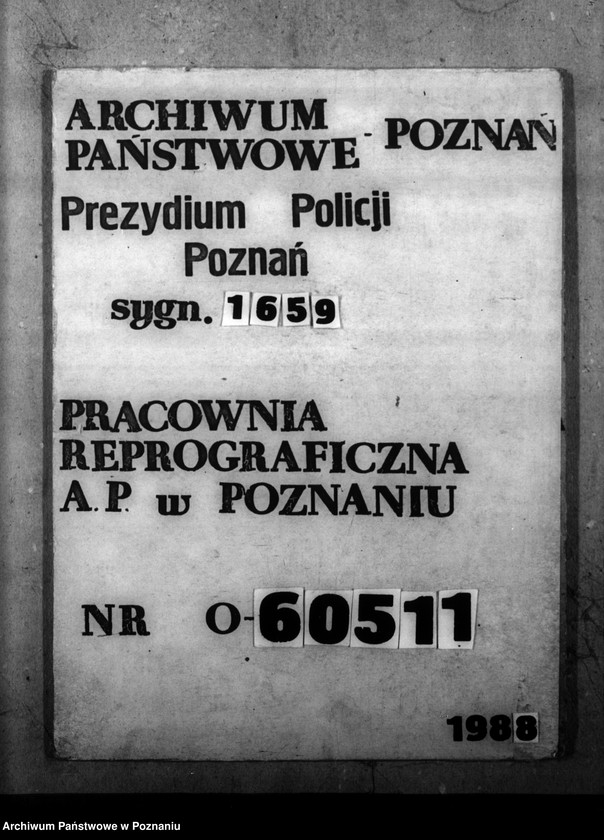 ARCHIWUM
PAŃSTWOWE - POZNAŃ
Prezydium Policji
Poznań
sygn. 1659
PRACOWNIA
REPROGRAFICZNA
A.P. w POZNANIU
NR O-60511
1988
Archiwum Państwowe w Poznaniu